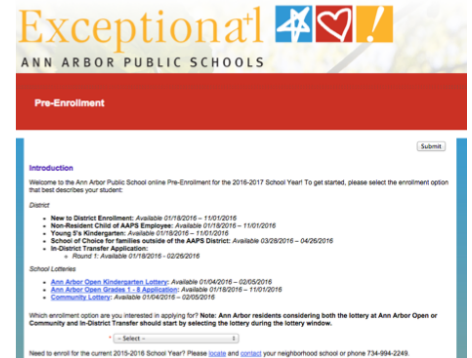 Exceptional
ANN ARBOR PUBLIC SCHOOLS
Pre-Enrollment
Submit
Introduction
Welcome to the Ann Arbor Public School online Pre-Enrollment for the 2016-2017 School Year! To get started, please select the enrollment option
that best describes your student:
District
• New to District Enrollment: Available 01/18/2016 – 11/01/2016
• Non-Resident Child of AAPS Employee: Available 01/18/2016 – 11/01/2016
• Young 5's Kindergarten: Available 01/18/2016 – 11/01/2016
• School of Choice for families outside of the AAPS District: Available 03/28/2016 – 04/26/2016
• In-District Transfer Application:
◦ Round 1: Available 01/18/2016 - 02/26/2016
School Lotteries
• Ann Arbor Open Kindergarten Lottery: Available 01/04/2016 – 02/05/2016
• Ann Arbor Open Grades 1 - 8 Application: Available 01/18/2016 – 11/01/2016
• Community Lottery: Available 01/04/2016 – 02/05/2016
Which enrollment option are you interested in applying for? Note: Ann Arbor residents considering both the lottery at Ann Arbor Open or
Community and In-District Transfer should start by selecting the lottery during the lottery window.
* – Select –
Need to enroll for the current 2015-2016 School Year? Please locate and contact your neighborhood school or phone 734-994-2249.